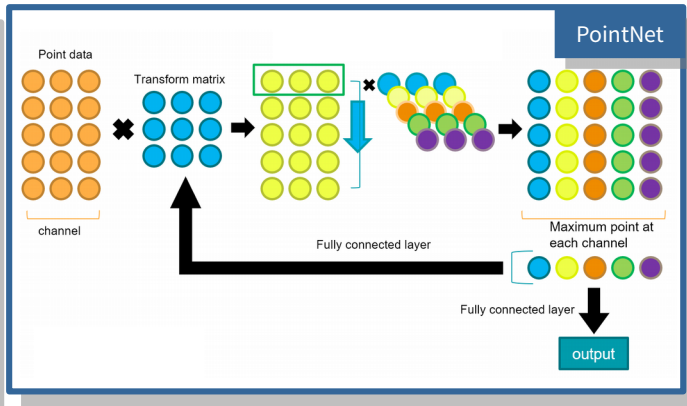 PointNet
Point data
Transform matrix
channel
Maximum point at
each channel
Fully connected layer
Fully connected layer
output